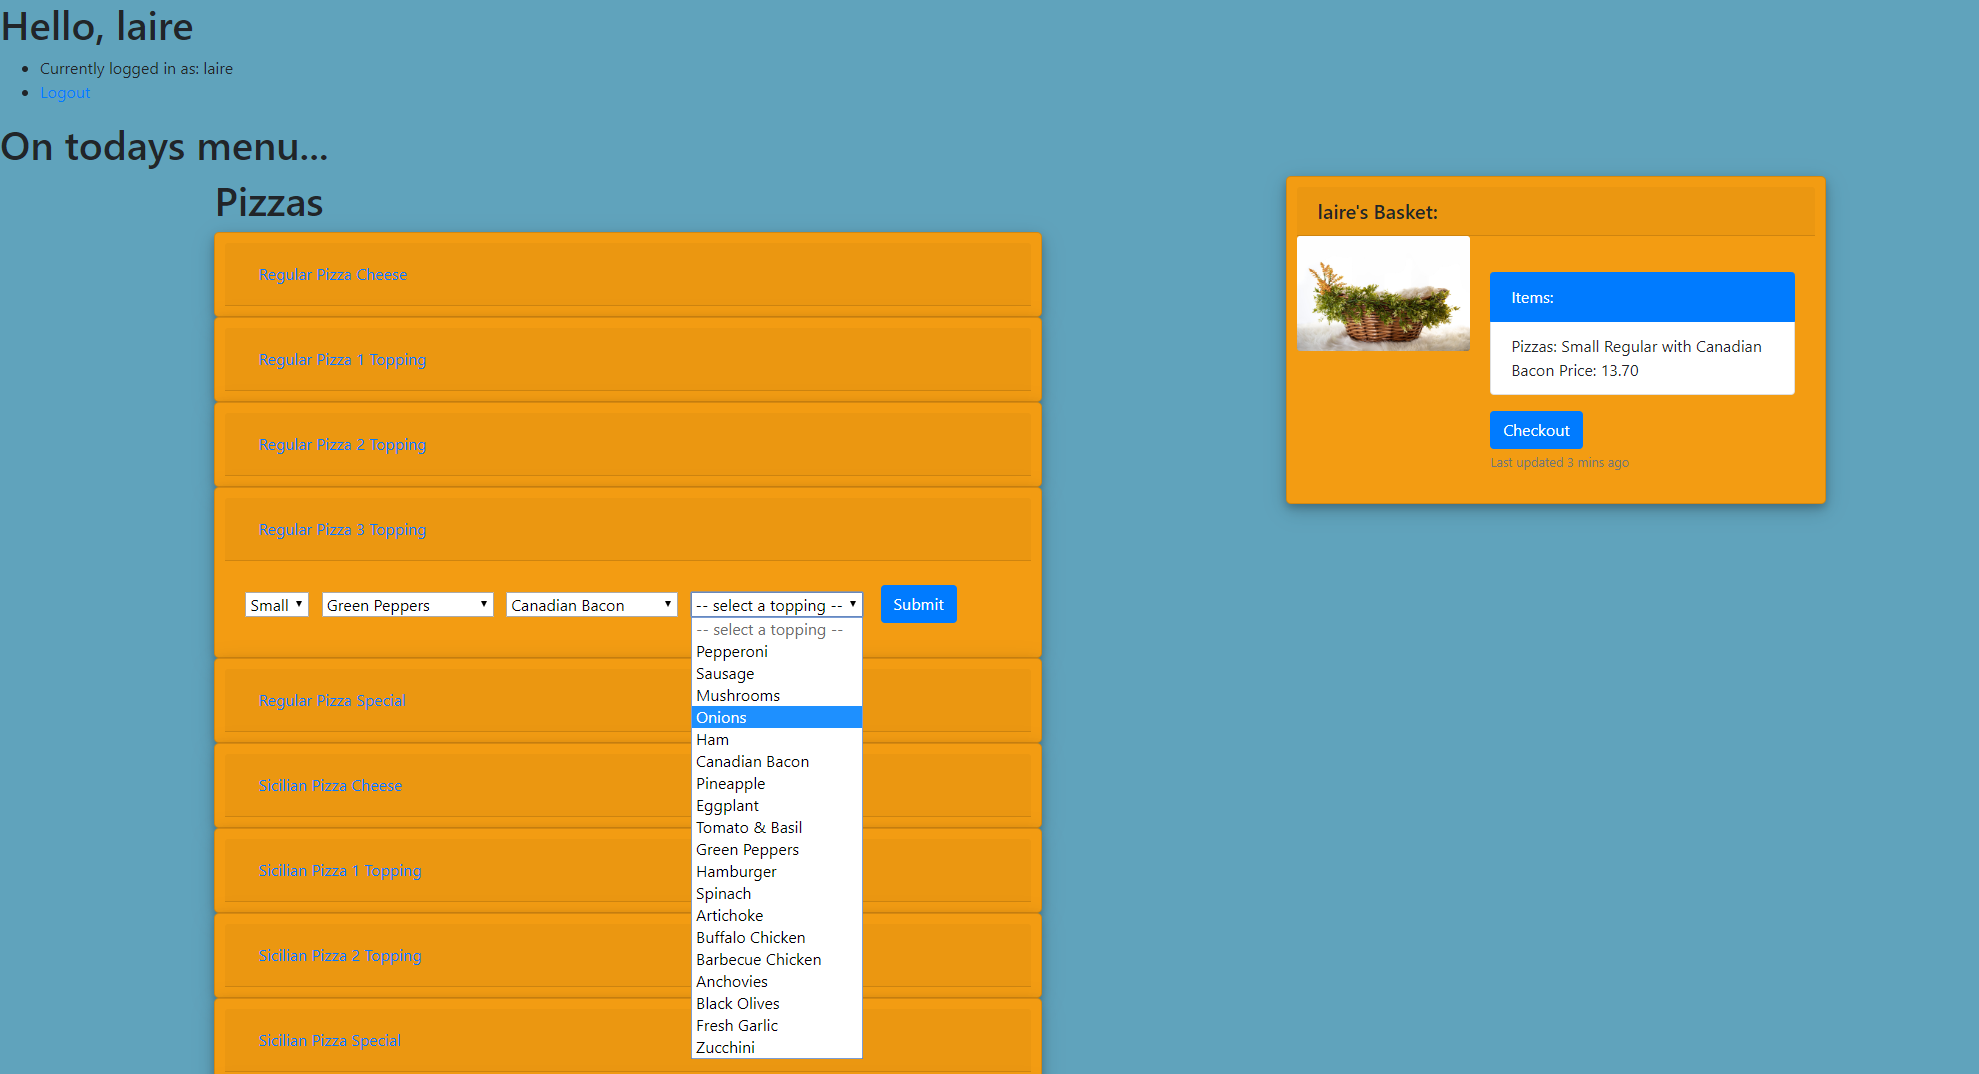 Hello, laire
Currently logged in as: laire
Logout
On todays menu...
Pizzas
Regular Pizza Cheese
Regular Pizza 1 Topping
Regular Pizza 2 Topping
Regular Pizza 3 Topping
Small
Green Peppers
Canadian Bacon
-- select a topping --
Submit
-- select a topping --
Pepperoni
Sausage
Mushrooms
Onions
Ham
Canadian Bacon
Pineapple
Eggplant
Tomato & Basil
Green Peppers
Hamburger
Spinach
Artichoke
Buffalo Chicken
Barbecue Chicken
Anchovies
Black Olives
Fresh Garlic
Zucchini
Regular Pizza Special
Sicilian Pizza Cheese
Sicilian Pizza 1 Topping
Sicilian Pizza 2 Topping
Sicilian Pizza Special
laire's Basket:
Items:
Pizzas: Small Regular with Canadian
Bacon Price: 13.70
Checkout
Last updated 3 mins ago